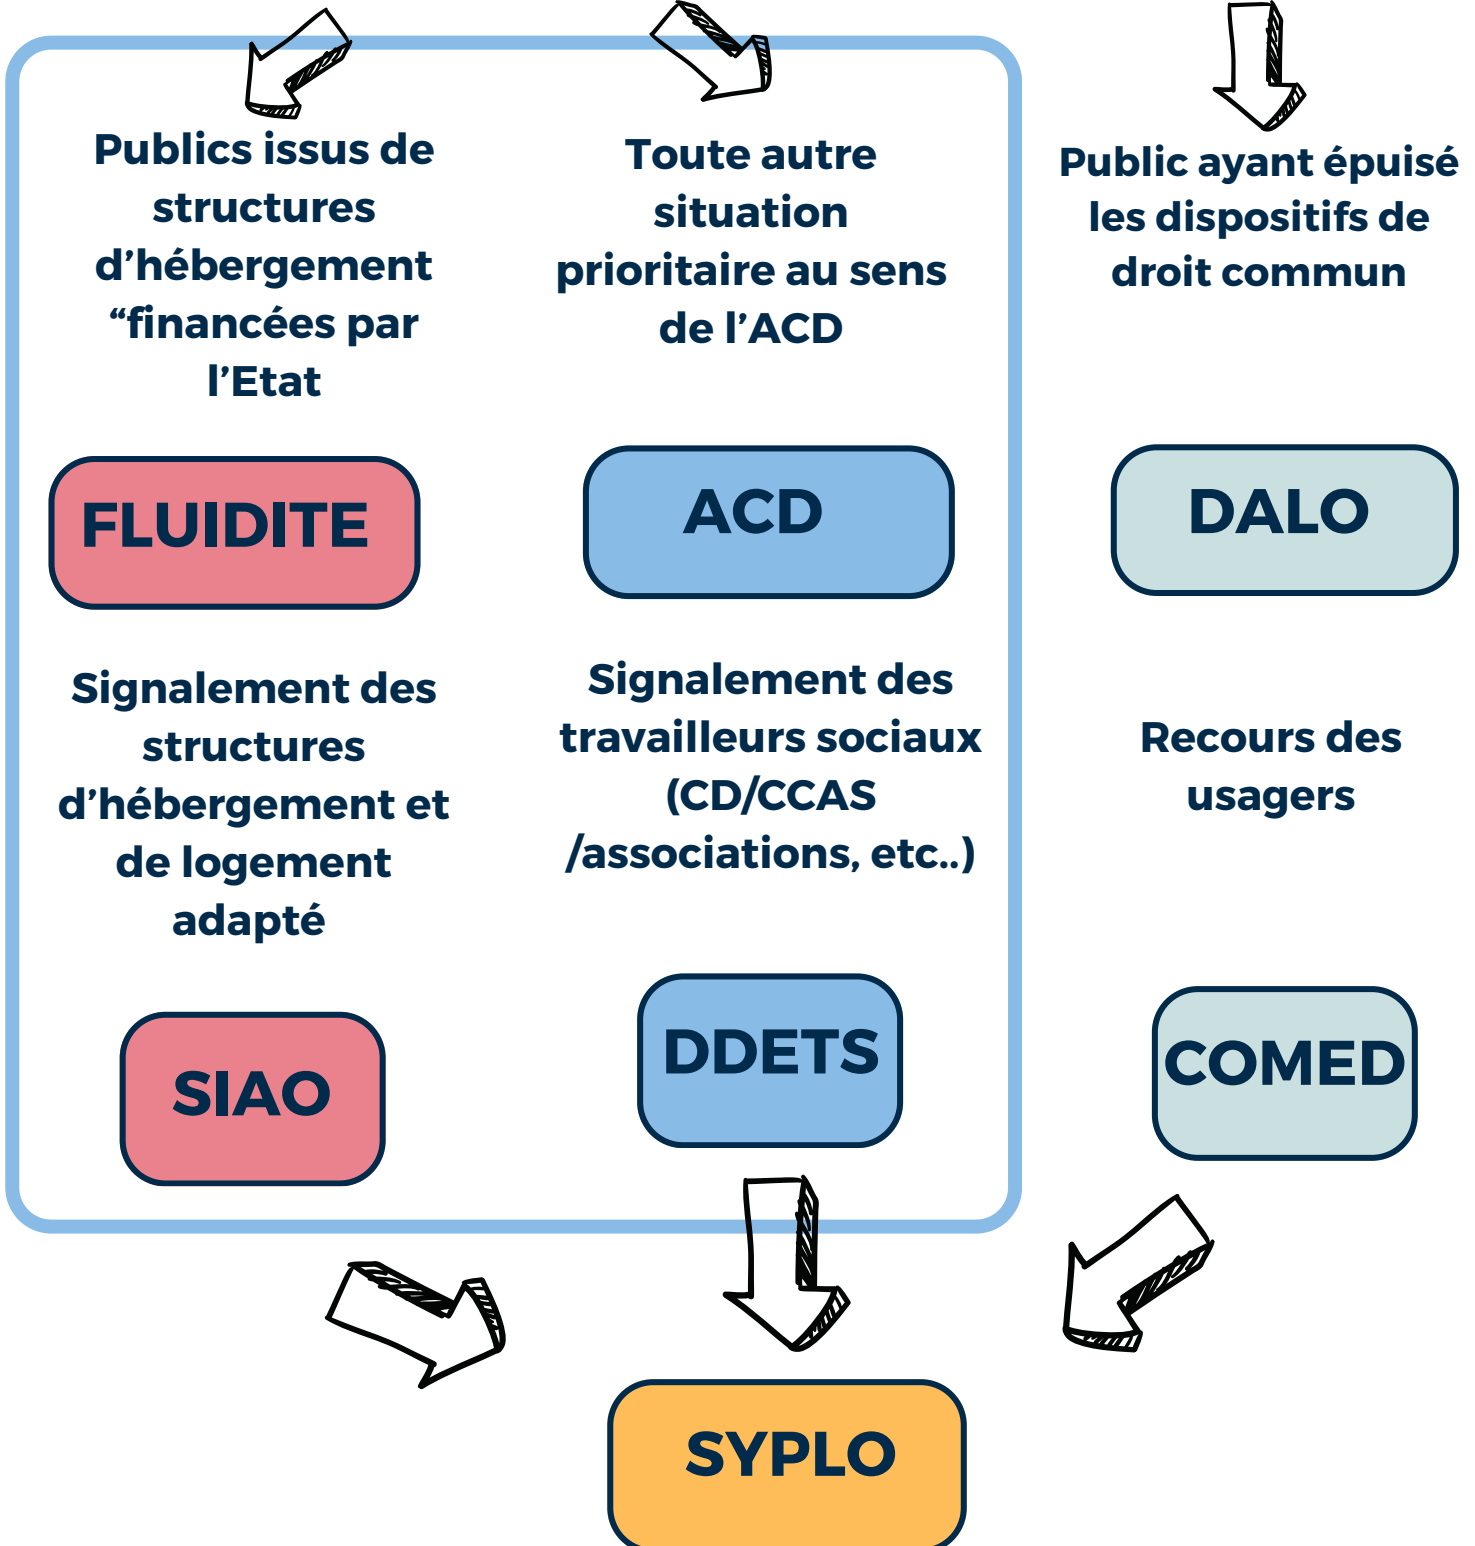 Publics issus de
structures
d’hébergement
“financées par
l’Etat
FLUIDITE
Signalement des
structures
d’hébergement et
de logement
adapté
SIAO
Toute autre
situation
prioritaire au sens
de l’ACD
ACD
Signalement des
travailleurs sociaux
(CD/CCAS
/associations, etc..)
DDETS
Public ayant épuisé
les dispositifs de
droit commun
DALO
Recours des
usagers
COMED
SYPLO